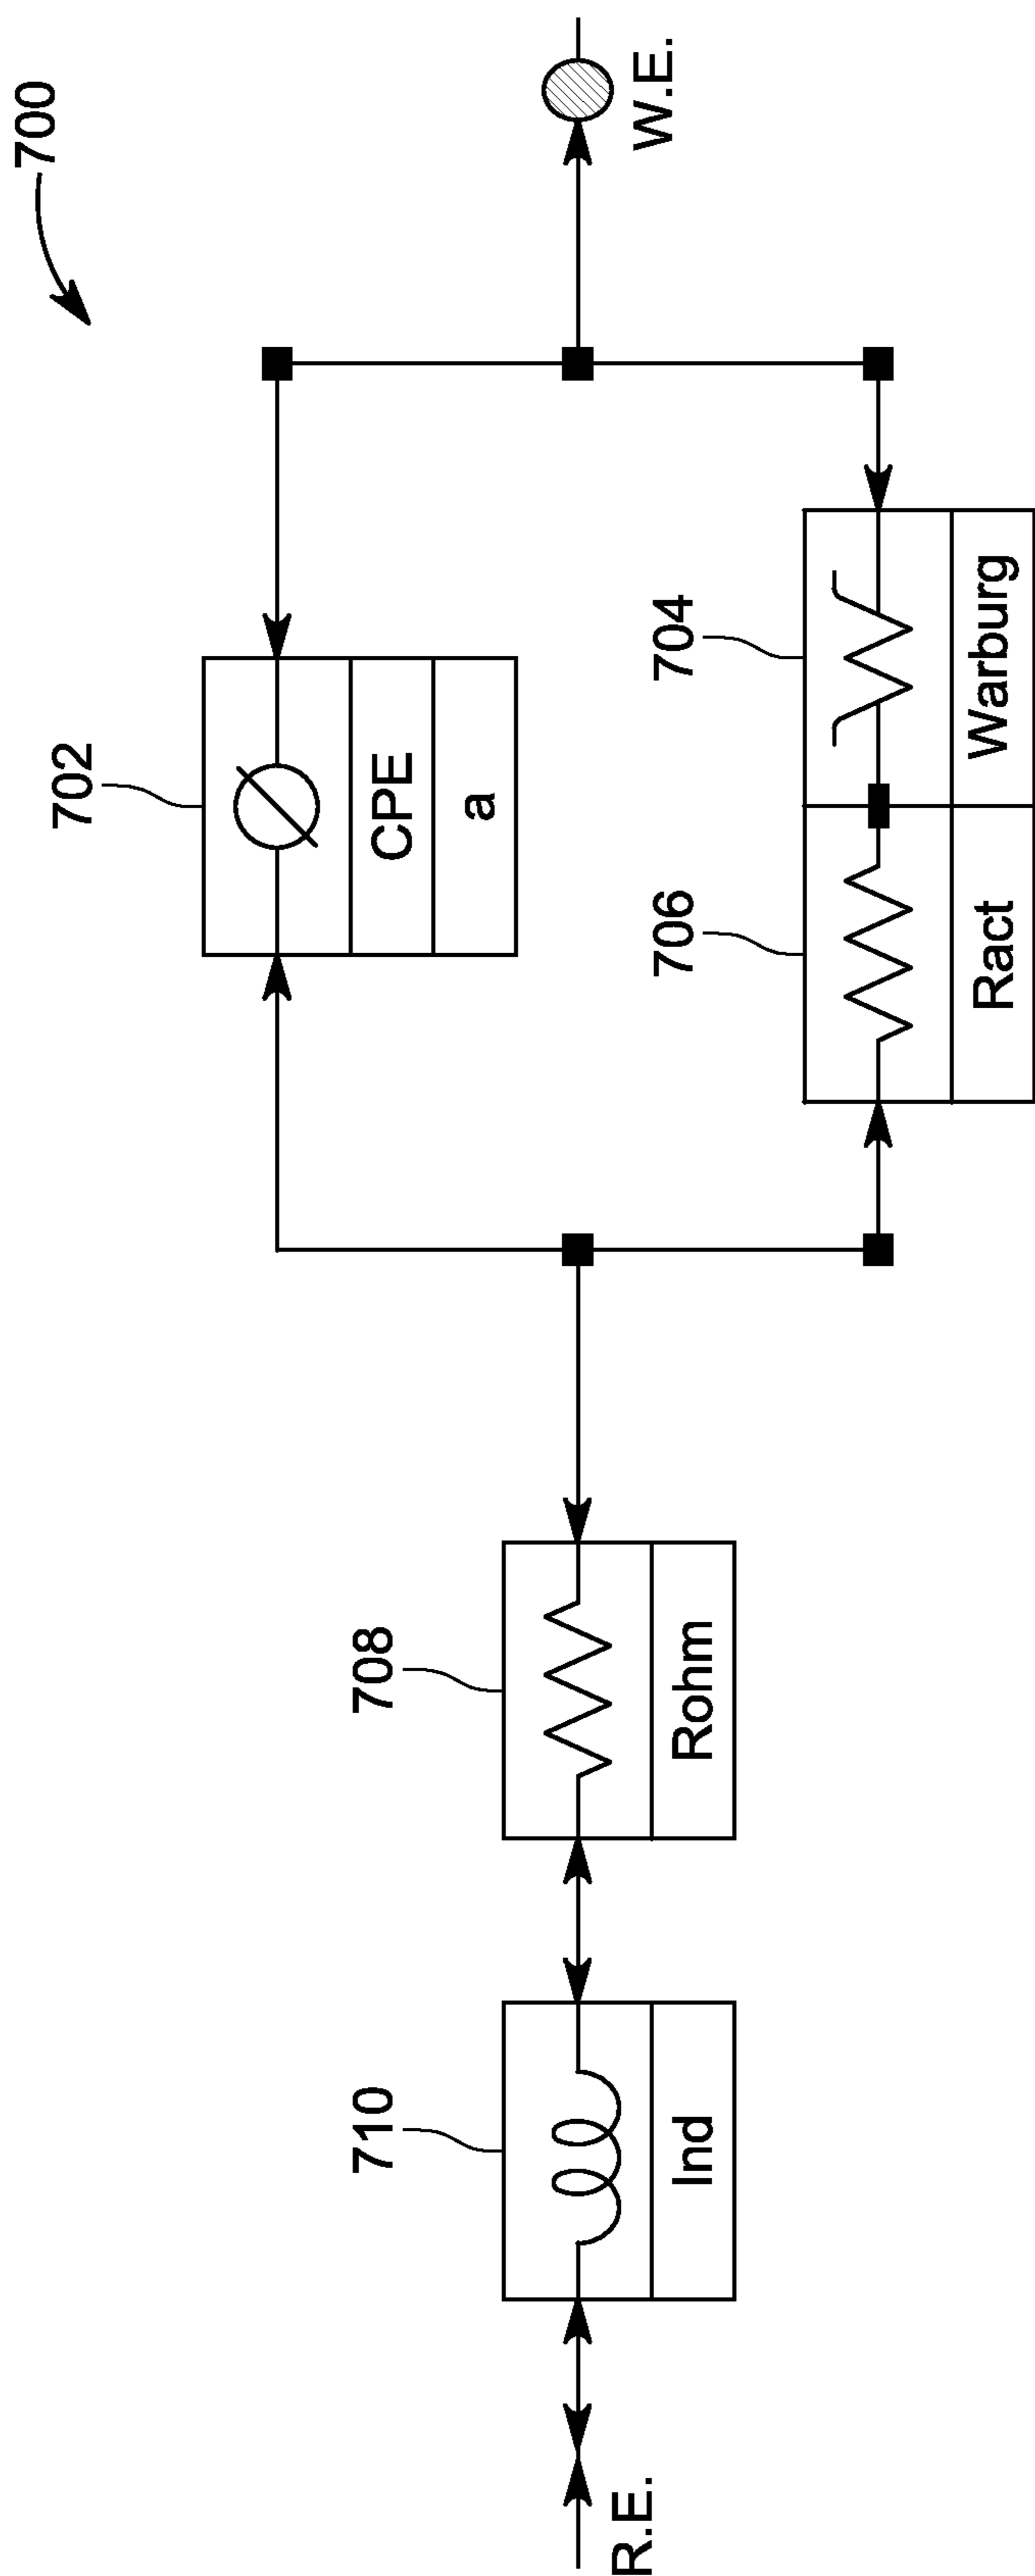 700
W.E.
702
CPE
a
704
Warburg
706
Ract
708
Rohm
710
Ind
R.E.